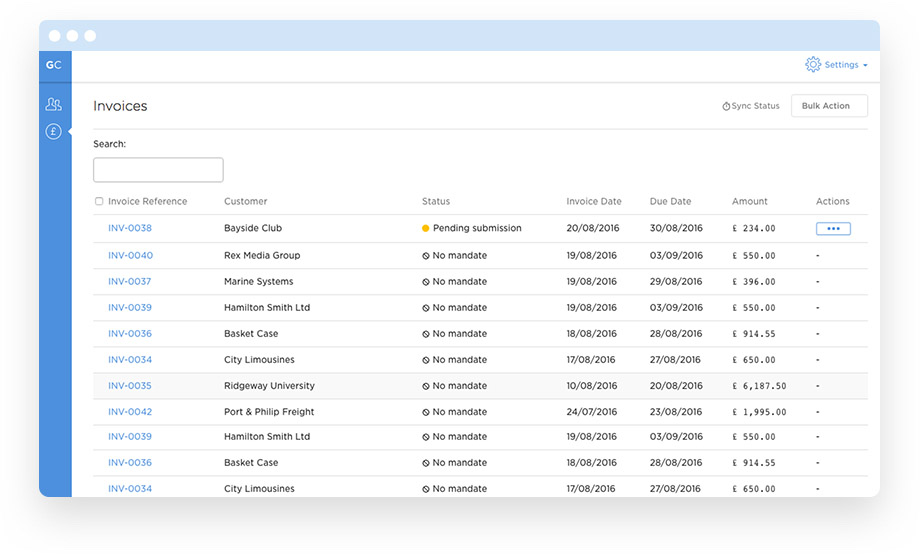 GC
Settings
Invoices
Sync Status Bulk Action
Search:
Invoice Reference Customer Status Invoice Date Due Date Amount Actions
INV-0038 Bayside Club Pending submission 20/08/2016 30/08/2016 £ 234.00 •••
£
INV-0040 Rex Media Group No mandate 19/08/2016 03/09/2016 £ 550.00 -
INV-0037 Marine Systems No mandate 19/08/2016 29/08/2016 £ 396.00 -
INV-0039 Hamilton Smith Ltd No mandate 19/08/2016 03/09/2016 £ 550.00 -
INV-0036 Basket Case No mandate 18/08/2016 28/08/2016 £ 914.55 -
INV-0034 City Limousines No mandate 17/08/2016 27/08/2016 £ 650.00 -
INV-0035 Ridgeway University No mandate 10/08/2016 20/08/2016 £ 6,187.50 -
INV-0042 Port & Philip Freight No mandate 24/07/2016 23/08/2016 £ 1,995.00 -
INV-0039 Hamilton Smith Ltd No mandate 19/08/2016 03/09/2016 £ 550.00 -
INV-0036 Basket Case No mandate 18/08/2016 28/08/2016 £ 914.55 -
INV-0034 City Limousines No mandate 17/08/2016 27/08/2016 £ 650.00 -